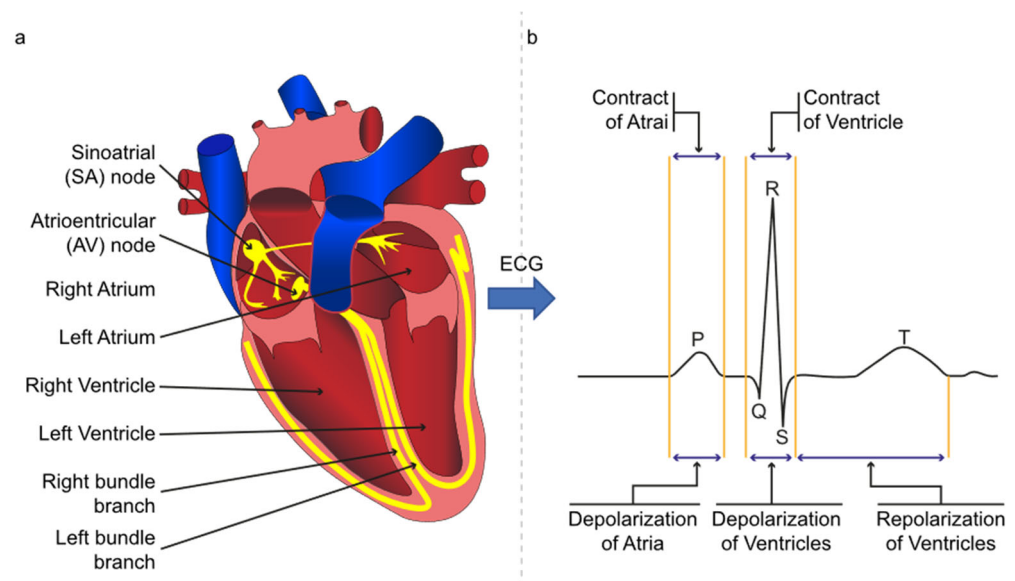 a
Sinoatrial
(SA) node
Atrioentricular
(AV) node
Right Atrium
Left Atrium
Right Ventricle
Left Ventricle
Right bundle
branch
Left bundle
branch
ECG
b
Contract
of Atrai
Contract
of Ventricle
R
P
T
Q
S
Depolarization
of Atria
Depolarization
of Ventricles
Repolarization
of Ventricles